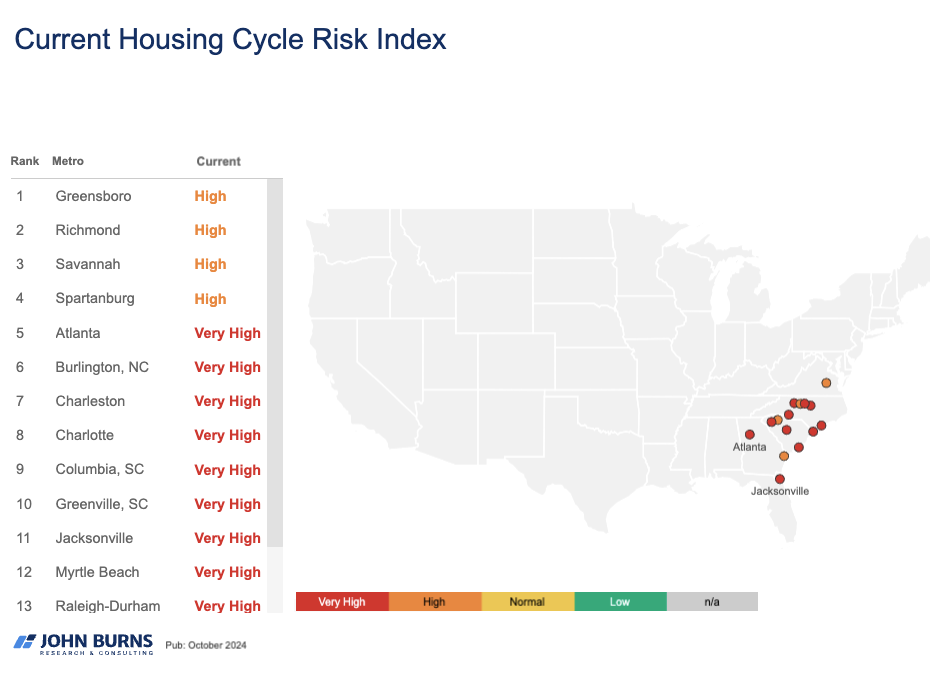 Current Housing Cycle Risk Index
Rank Metro Current
1 Greensboro High
2 Richmond High
3 Savannah High
4 Spartanburg High
5 Atlanta Very High
6 Burlington, NC Very High
7 Charleston Very High
8 Charlotte Very High
9 Columbia, SC Very High
10 Greenville, SC Very High
11 Jacksonville Very High
12 Myrtle Beach Very High
13 Raleigh-Durham Very High
Atlanta
Jacksonville
Very High High Normal Low n/a
JOHN BURNS
RESEARCH & CONSULTING
Pub: October 2024